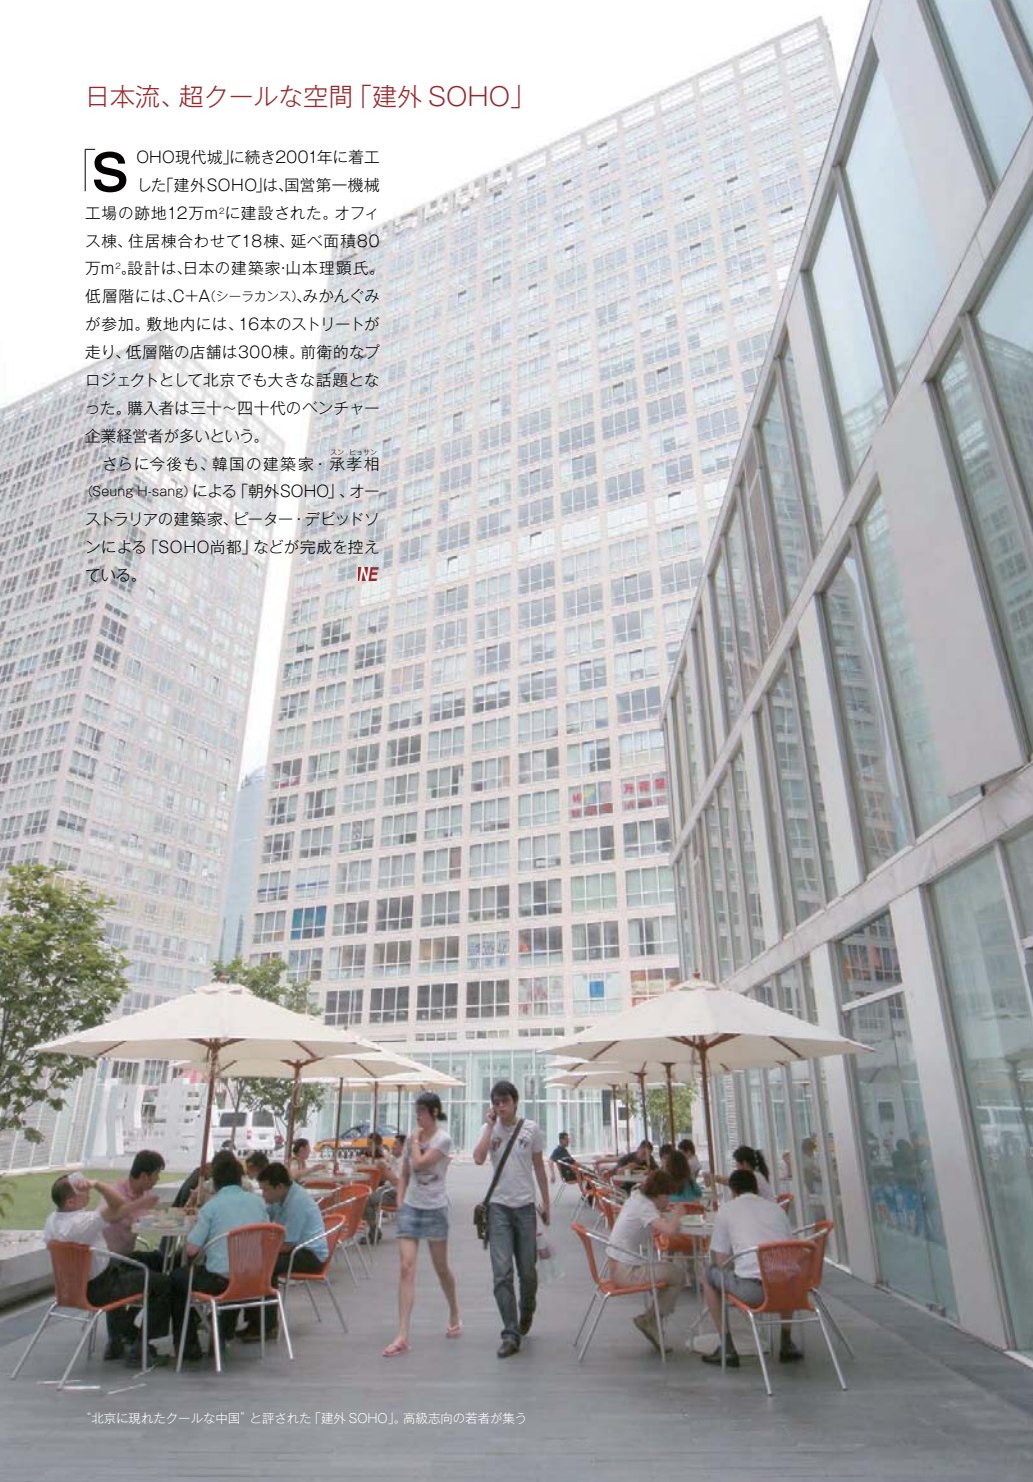 日本流、超クールな空間「建外 SOHO」
「SOHO現代城」に続き2001年に着工
した「建外SOHO」は、国営第一機械
工場の跡地12万m²に建設された。オフィ
ス棟、住居棟合わせて18棟、延べ面積80
万m²。設計は、日本の建築家・山本理顕氏。
低層階には、C+A(シーラカンス)、みかんぐみ
が参加。敷地内には、16本のストリートが
走り、低層階の店舗は300棟。前衛的なプ
ロジェクトとして北京でも大きな話題とな
った。購入者は三十〜四十代のベンチャー
企業経営者が多いという。
スン ヒョサン
さらに今後も、韓国の建築家・承孝相
(Seung H-sang)による「朝外SOHO」、オー
ストラリアの建築家、ピーター・デビッドソ
ンによる「SOHO尚都」などが完成を控え
ている。 NE
"北京に現れたクールな中国" と評された「建外 SOHO」。高級志向の若者が集う